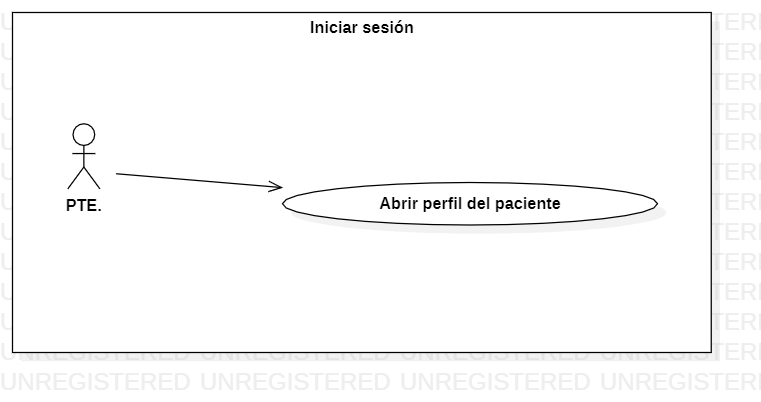 Iniciar sesión
PTE.
Abrir perfil del paciente
UNREGISTERED UNREGISTERED UNREGISTERED UNREGISTERED